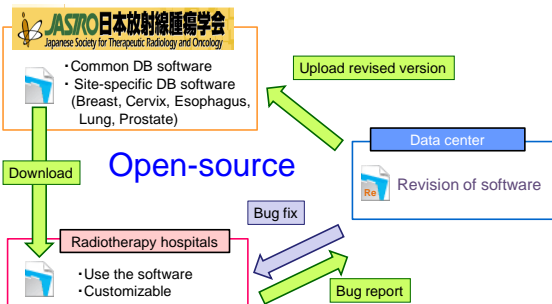 JASTRO日本放射線腫瘍学会
Japanese Society for Therapeutic Radiology and Oncology
・Common DB software
・ Site-specific DB software
(Breast, Cervix, Esophagus,
Lung, Prostate)
Upload revised version
Data center
Download
Open-source
Re
Revision of software
Bug fix
Radiotherapy hospitals
・Use the software
・Customizable
Bug report